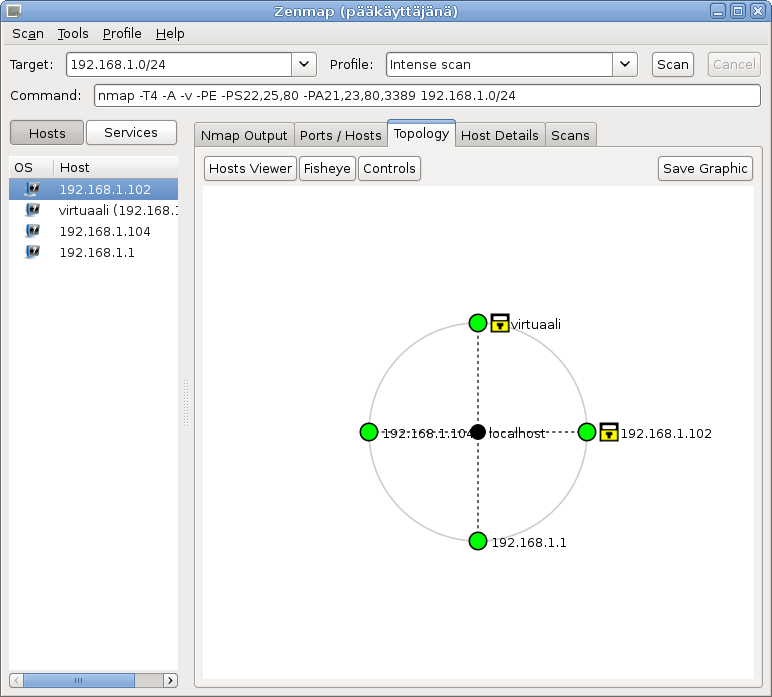 Zenmap (pääkäyttäjänä)
Scan Tools Profile Help
Target: 192.168.1.0/24 Profile: Intense scan Scan Cancel
Command: nmap -T4 -A -v -PE -PS22,25,80 -PA21,23,80,3389 192.168.1.0/24
Hosts Services
Nmap Output Ports / Hosts Topology Host Details Scans
OS Host
192.168.1.102
virtuaali (192.168.1
192.168.1.104
192.168.1.1
Hosts Viewer Fisheye Controls Save Graphic
virtuaali
192.168.1.104 localhost 192.168.1.102
192.168.1.1